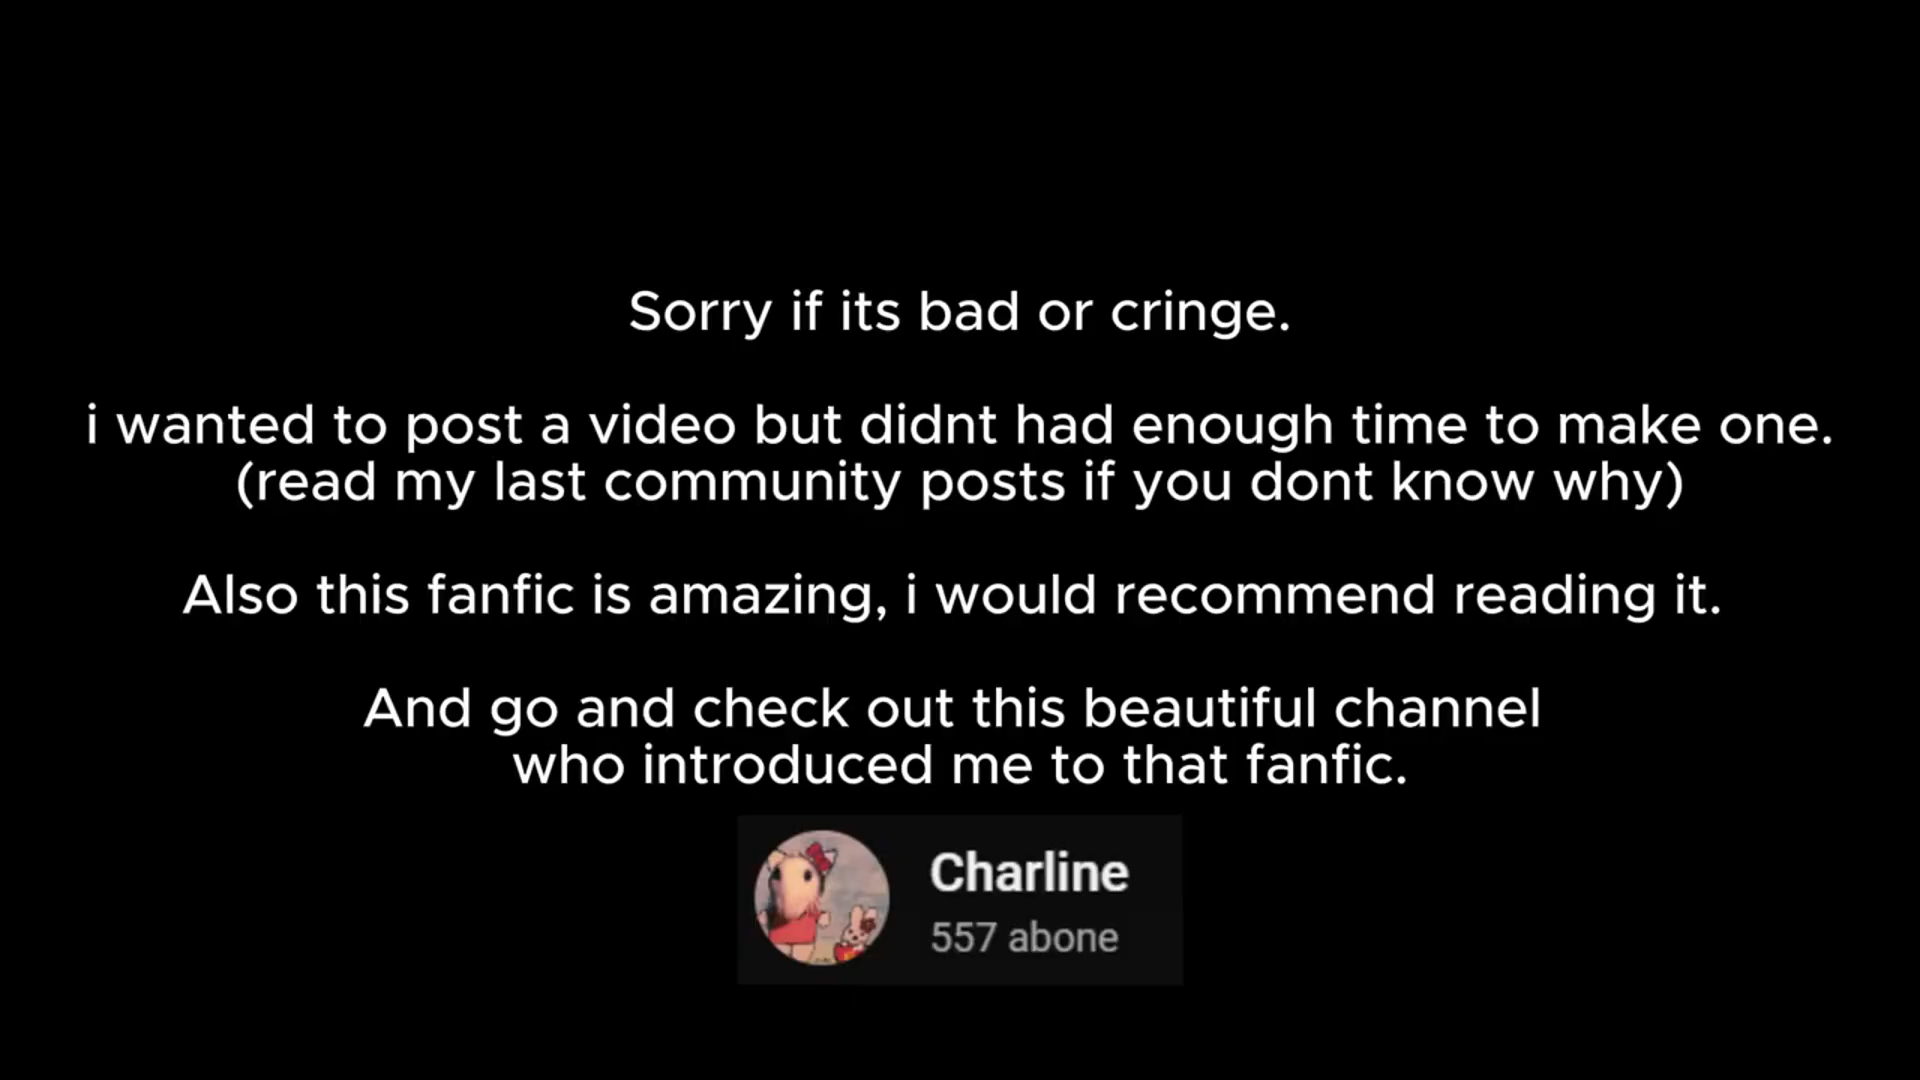 Sorry if its bad or cringe.
i wanted to post a video but didnt had enough time to make one.
(read my last community posts if you dont know why)
Also this fanfic is amazing, i would recommend reading it.
And go and check out this beautiful channel
who introduced me to that fanfic.
Charline
557 abone